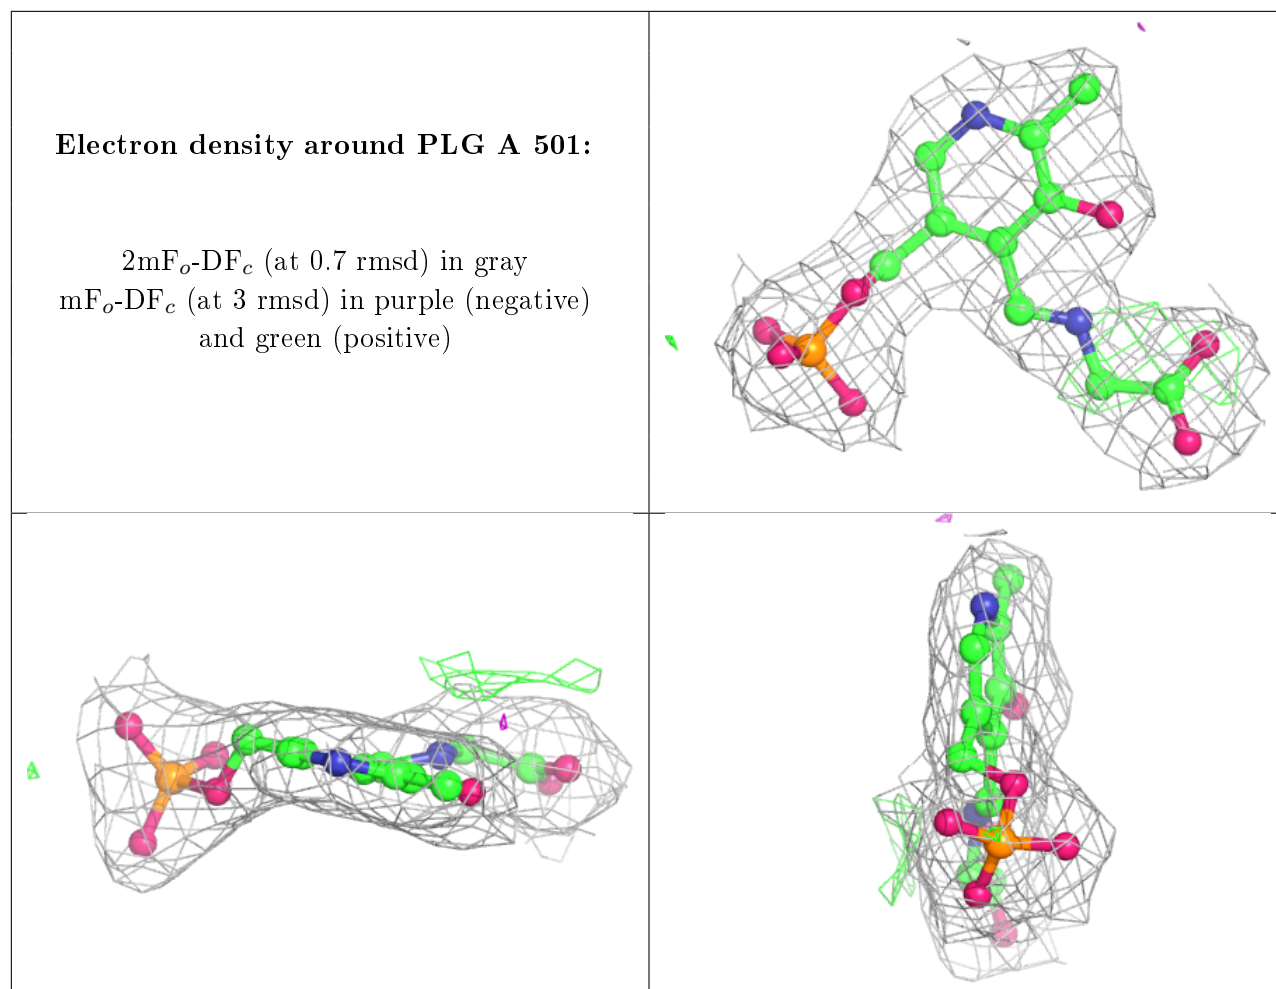 Electron density around PLG A 501:
2mFo-DFc (at 0.7 rmsd) in gray
mFo-DFc (at 3 rmsd) in purple (negative)
and green (positive)